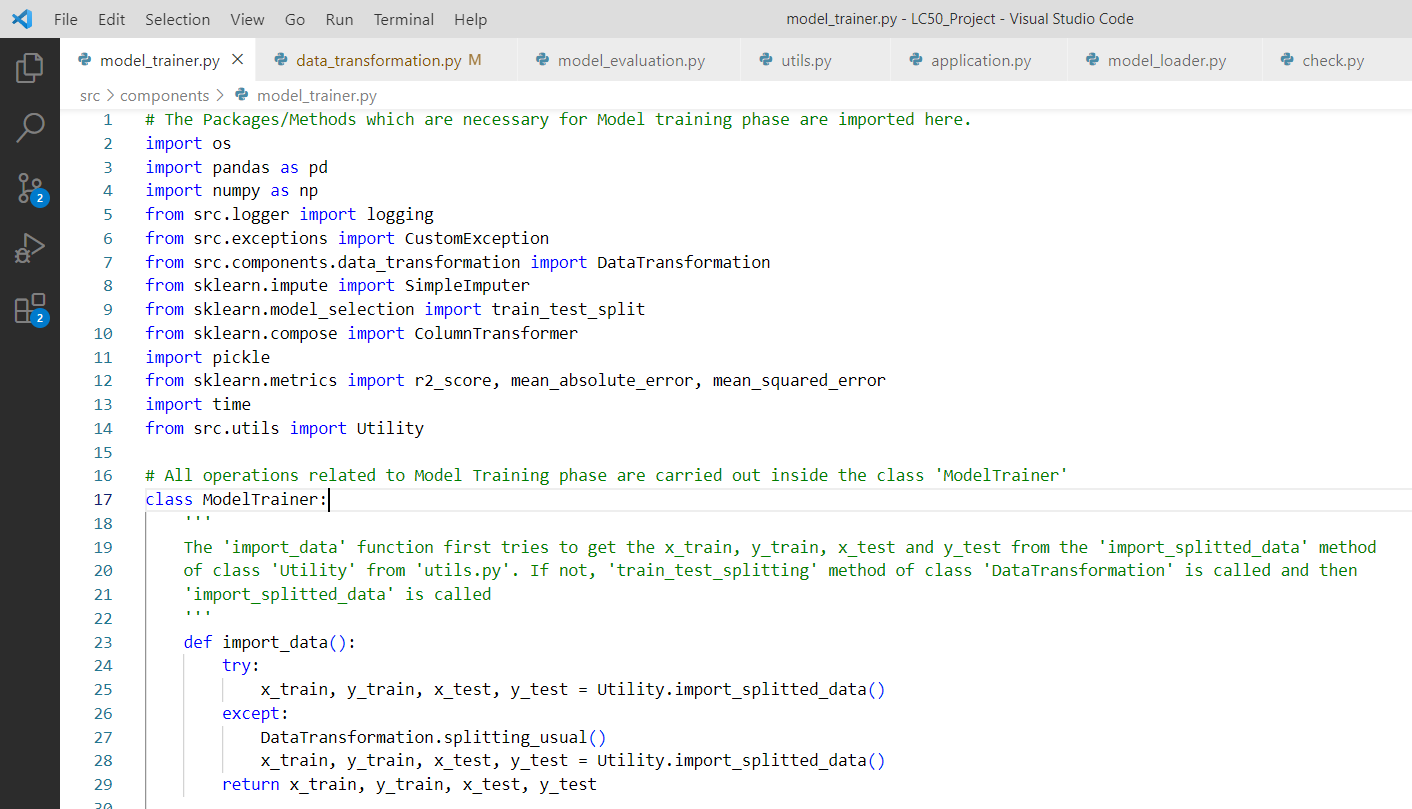 File Edit Selection View Go Run Terminal Help model_trainer.py - LC50_Project - Visual Studio Code
model_trainer.py data_transformation.py M model_evaluation.py utils.py application.py model_loader.py check.py
src > components > model_trainer.py
1 # The Packages/Methods which are necessary for Model training phase are imported here.
2 import os
3 import pandas as pd
4 import numpy as np
5 from src.logger import logging
6 from src.exceptions import CustomException
7 from src.components.data_transformation import DataTransformation
8 from sklearn.impute import SimpleImputer
9 from sklearn.model_selection import train_test_split
10 from sklearn.compose import ColumnTransformer
11 import pickle
12 from sklearn.metrics import r2_score, mean_absolute_error, mean_squared_error
13 import time
14 from src.utils import Utility
15
16 # All operations related to Model Training phase are carried out inside the class 'ModelTrainer'
17 class ModelTrainer:
18     '''
19     The 'import_data' function first tries to get the x_train, y_train, x_test and y_test from the 'import_splitted_data' method
20     of class 'Utility' from 'utils.py'. If not, 'train_test_splitting' method of class 'DataTransformation' is called and then
21     'import_splitted_data' is called
22     '''
23     def import_data():
24         try:
25             x_train, y_train, x_test, y_test = Utility.import_splitted_data()
26         except:
27             DataTransformation.splitting_usual()
28             x_train, y_train, x_test, y_test = Utility.import_splitted_data()
29         return x_train, y_train, x_test, y_test
30
2
2